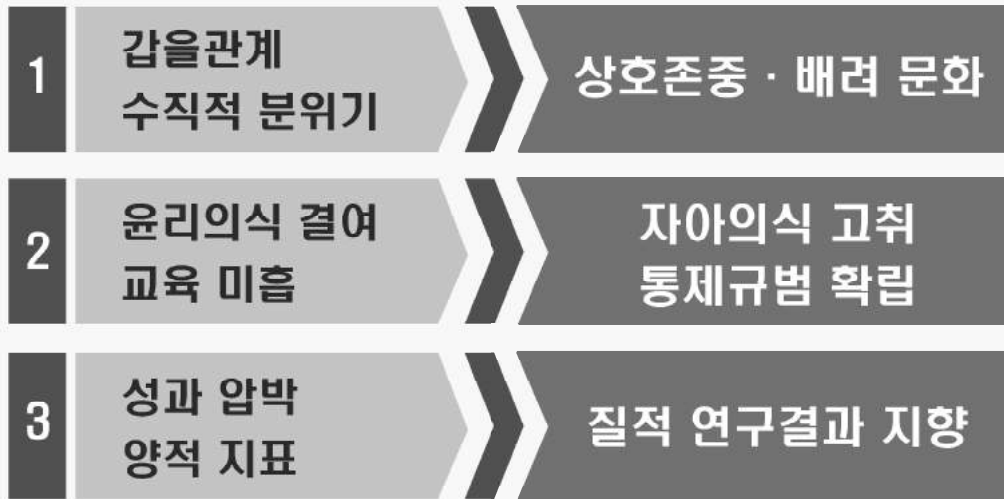 1
갑을관계
수직적 분위기
상호존중 · 배려 문화
2
윤리의식 결여
교육 미흡
자아의식 고취
통제규범 확립
3
성과 압박
양적 지표
질적 연구결과 지향